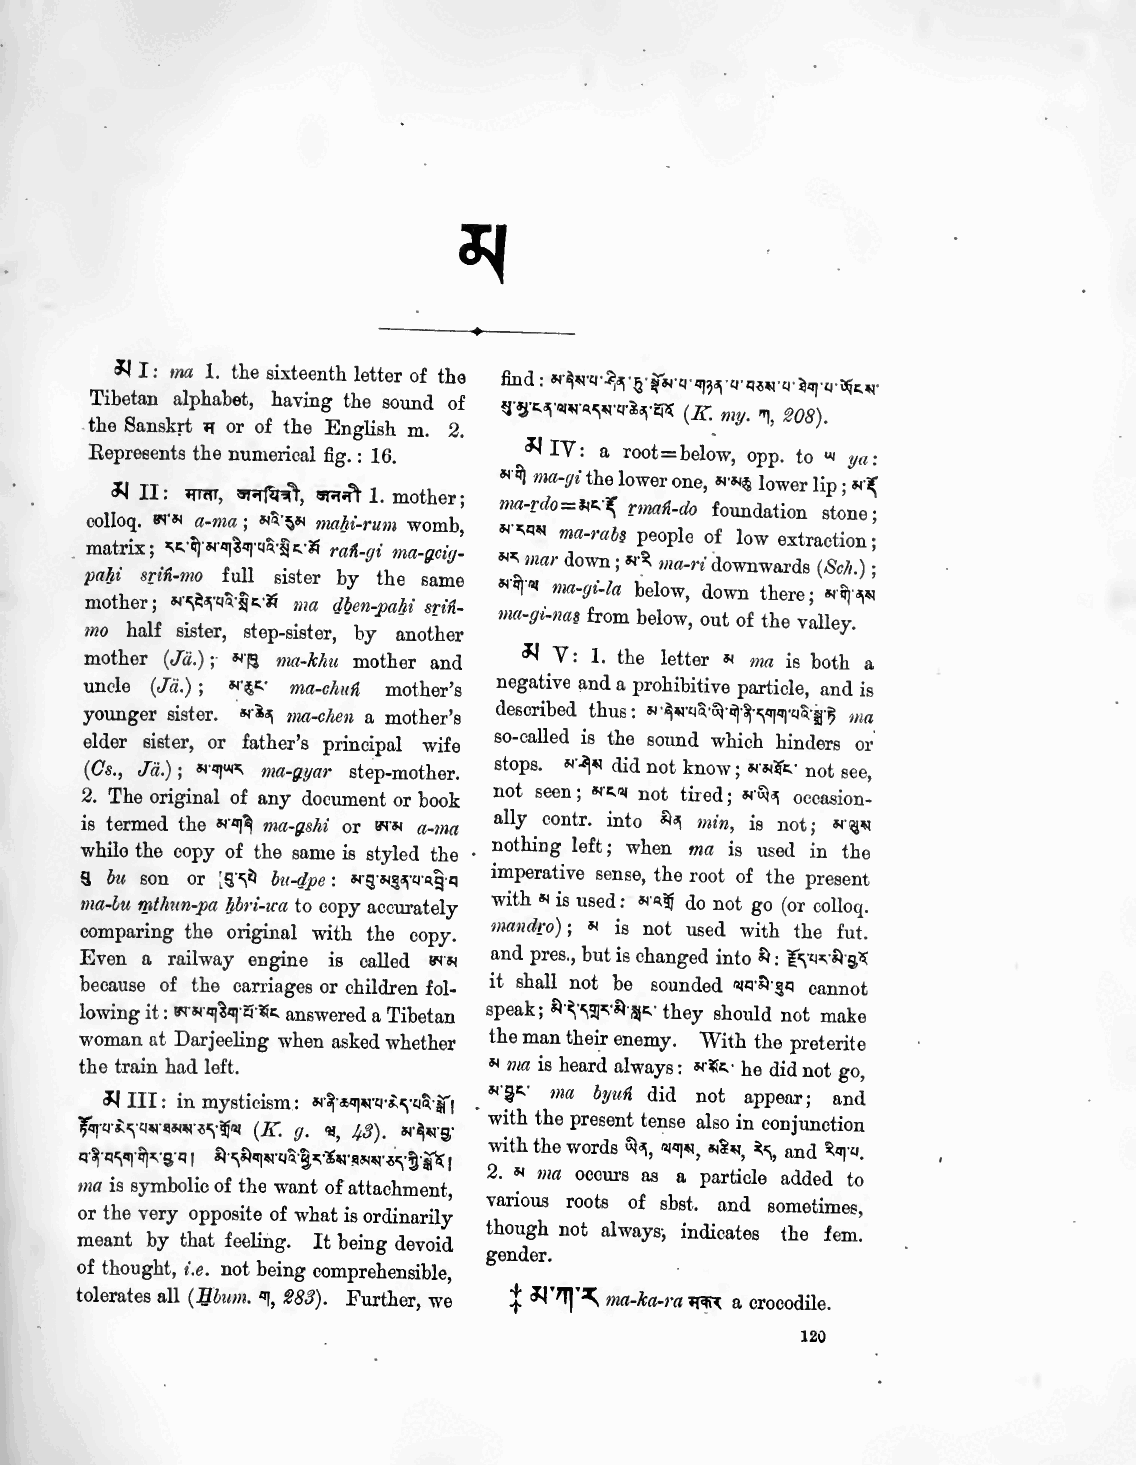 མ
མ I: ma 1. the sixteenth letter of the
Tibetan alphabet, having the sound of
the Sanskṛt म or of the English m. 2.
Represents the numerical fig.: 16.
མ II: माता, जनयित्री, जननी 1. mother;
colloq. ཨ་མ a-ma; མའི་རུམ maḥi-rum womb,
matrix; རང་གི་མ་གཅིག་པའི་སྲིང་མོ rań-gi ma-gcig-
paḥi sriń-mo full sister by the same
mother; མ་དབེན་པའི་སྲིང་མོ ma dben-paḥi sriń-
mo half sister, step-sister, by another
mother (Jä.); མ་ཁུ ma-khu mother and
uncle (Jä.); མ་ཆུང་ ma-chuń mother's
younger sister. མ་ཆེན ma-chen a mother's
elder sister, or father's principal wife
(Cs., Jä.); མ་གཡར ma-gyar step-mother.
2. The original of any document or book
is termed the མ་གཞི ma-gshi or ཨ་མ a-ma
while the copy of the same is styled the
བུ bu son or བུ་དཔེ bu-dpe: མ་བུ་མཐུན་པ་འབྲི་བ
ma-bu mthun-pa ḥbri-wa to copy accurately
comparing the original with the copy.
Even a railway engine is called ཨ་མ
because of the carriages or children fol-
lowing it: ཨ་མ་གཅིག་པོ་སོང answered a Tibetan
woman at Darjeeling when asked whether
the train had left.
མ III: in mysticism: མ་ནི་ཆགས་པ་མེད་པའི་སྒྲ།
རྟོག་པ་མེད་པས་ཐམས་ཅད་བཟོད (K. g. ཝ, 43). མ་ཞེས་བྱ་
བ་ནི་བདག་གིར་བྱ་བ།
ma is symbolic of the want of attachment,
or the very opposite of what is ordinarily
meant by that feeling. It being devoid
of thought, i.e. not being comprehensible,
tolerates all (Ḥbum. ག, 283). Further, we
find: མ་ཞེས་པ་
(K. my. ག, 208).
མ IV: a root=below, opp. to ཡ ya:
མ་གི ma-gi the lower one, མ་མཆུ lower lip; མ་རྡོ
ma-rdo=རྨང་རྡོ rmań-do foundation stone;
མ་རབས ma-rabs people of low extraction;
མར mar down; མ་རི ma-ri downwards (Sch.);
མ་གི་ལ ma-gi-la below, down there; མ་གི་ནས
ma-gi-nas from below, out of the valley.
མ V: 1. the letter མ ma is both a
negative and a prohibitive particle, and is
described thus: མ་ཞེས་པའི་ཡི་གེ་ནི་དགག་པའི་སྒྲ་སྟེ ma
so-called is the sound which hinders or
stops. མ་ཤེས did not know; མ་མཐོང་ not see,
not seen; མ་ངལ not tired; མ་ཡིན occasion-
ally contr. into མིན min, is not; མ་ལུས
nothing left; when ma is used in the
imperative sense, the root of the present
with མ is used: མ་འགྲོ do not go (or colloq.
mandro); མ is not used with the fut.
and pres., but is changed into མི: བརྗོད་པར་མི་བྱའོ
it shall not be sounded ལབ་མི་ཐུབ cannot
speak; མི་དེ་དགྲར་མི་སླང་ they should not make
the man their enemy. With the preterite
མ ma is heard always: མ་སོང་ he did not go,
མ་བྱུང་ ma byuń did not appear; and
with the present tense also in conjunction
with the words ཡིན, ལགས, མཆིས, རེད, and རིག་པ.
2. མ ma occurs as a particle added to
various roots of sbst. and sometimes,
though not always, indicates the fem.
gender.
‡ མ་ཀ་ར ma-ka-ra मकर a crocodile.
120